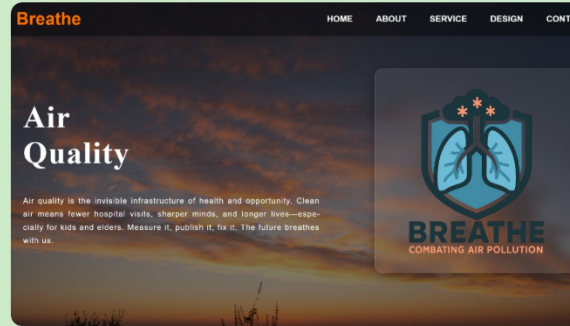 Breathe
HOME ABOUT SERVICE DESIGN CONT
Air
Quality
Air quality is the invisible infrastructure of health and opportunity. Clean
air means fewer hospital visits, sharper minds, and longer lives—espe-
cially for kids and elders. Measure it, publish it, fix it. The future breathes
with us.
BREATHE
COMBATING AIR POLLUTION